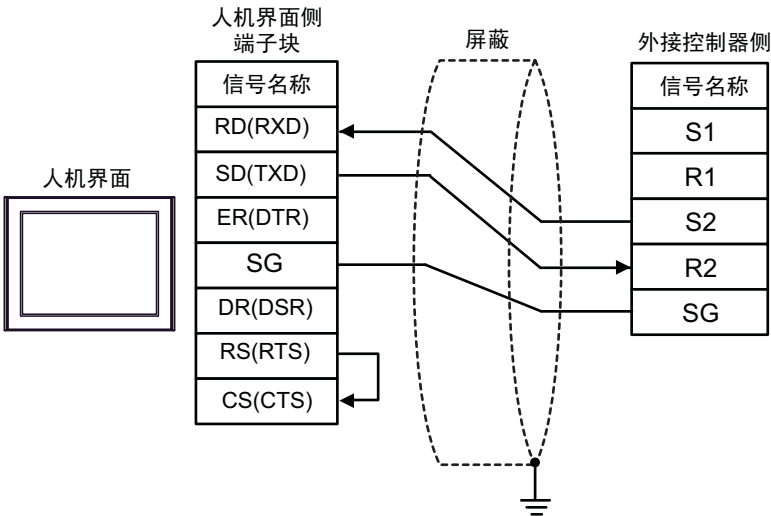 人机界面侧
端子块
屏蔽
外接控制器侧
信号名称
信号名称
RD(RXD)
S1
人机界面
SD(TXD)
R1
ER(DTR)
S2
SG
R2
DR(DSR)
SG
RS(RTS)
CS(CTS)